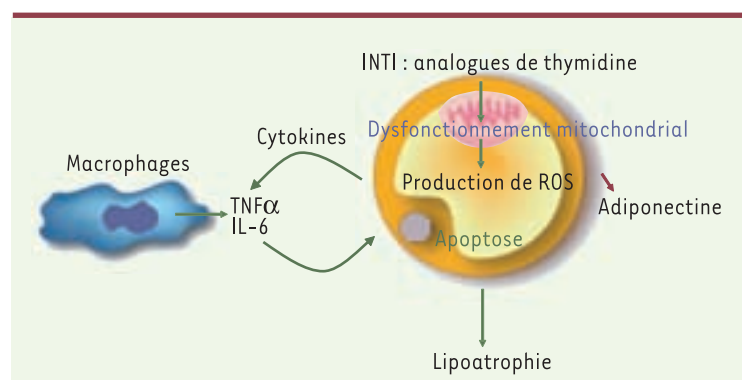 INTI : analogues de thymidine
Dysfonctionnement mitochondrial
Cytokines
Macrophages
Production de ROS
TNFα
IL-6
Adiponectine
Apoptose
Lipoatrophie